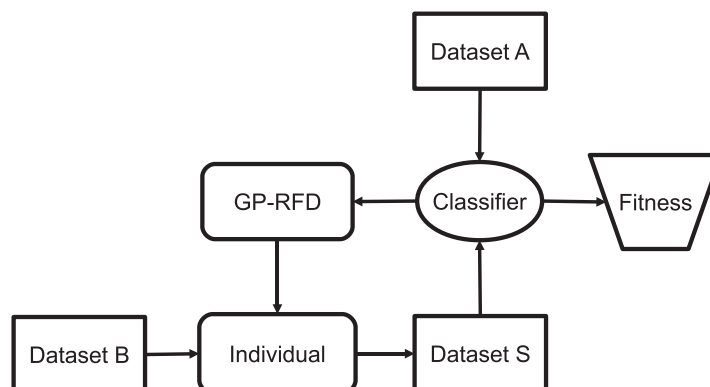 Dataset A
GP-RFD
Classifier
Fitness
Dataset B
Individual
Dataset S